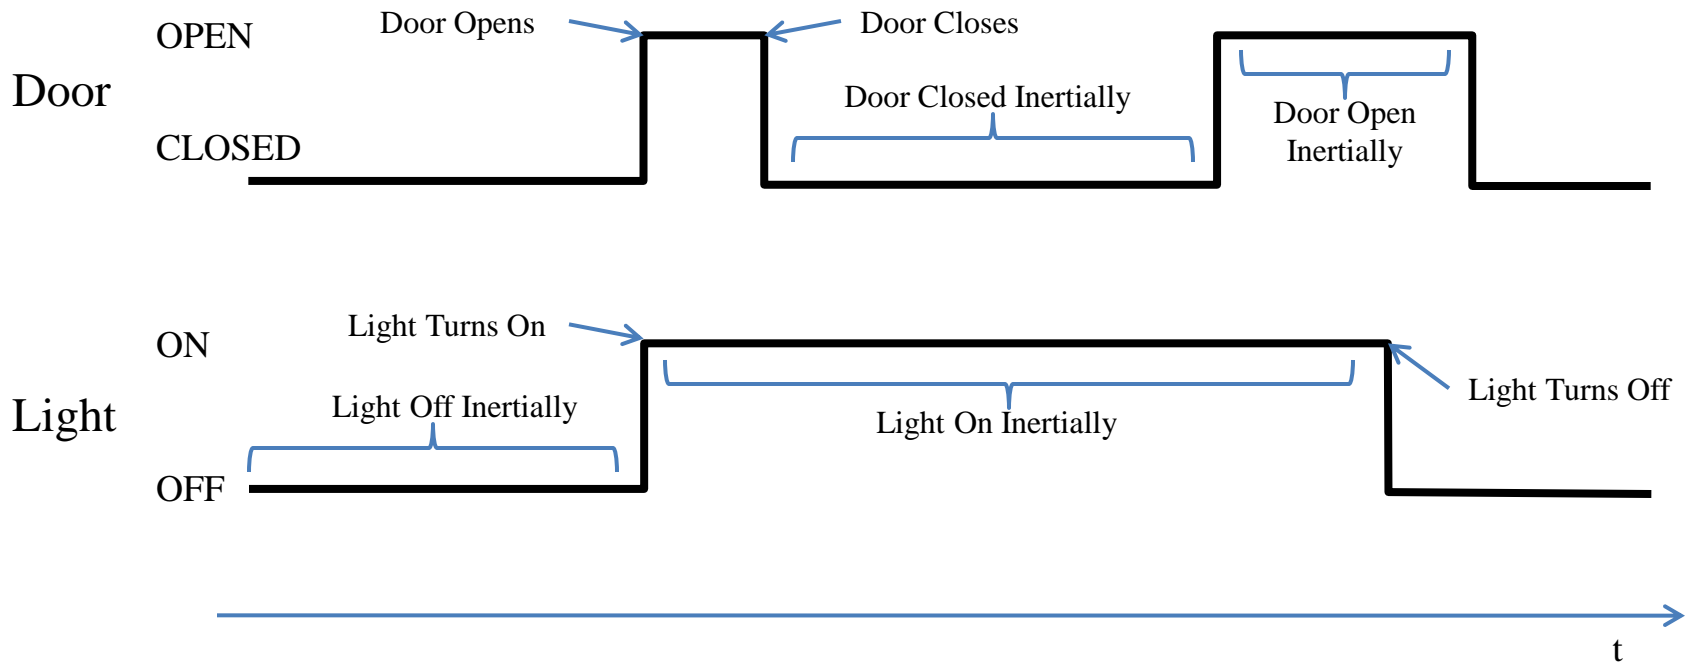 OPEN
Door Opens
Door Closes
Door
Door Closed Inertially
Door Open
Inertially
CLOSED
Light Turns On
ON
Light Turns Off
Light
Light Off Inertially
Light On Inertially
OFF
t